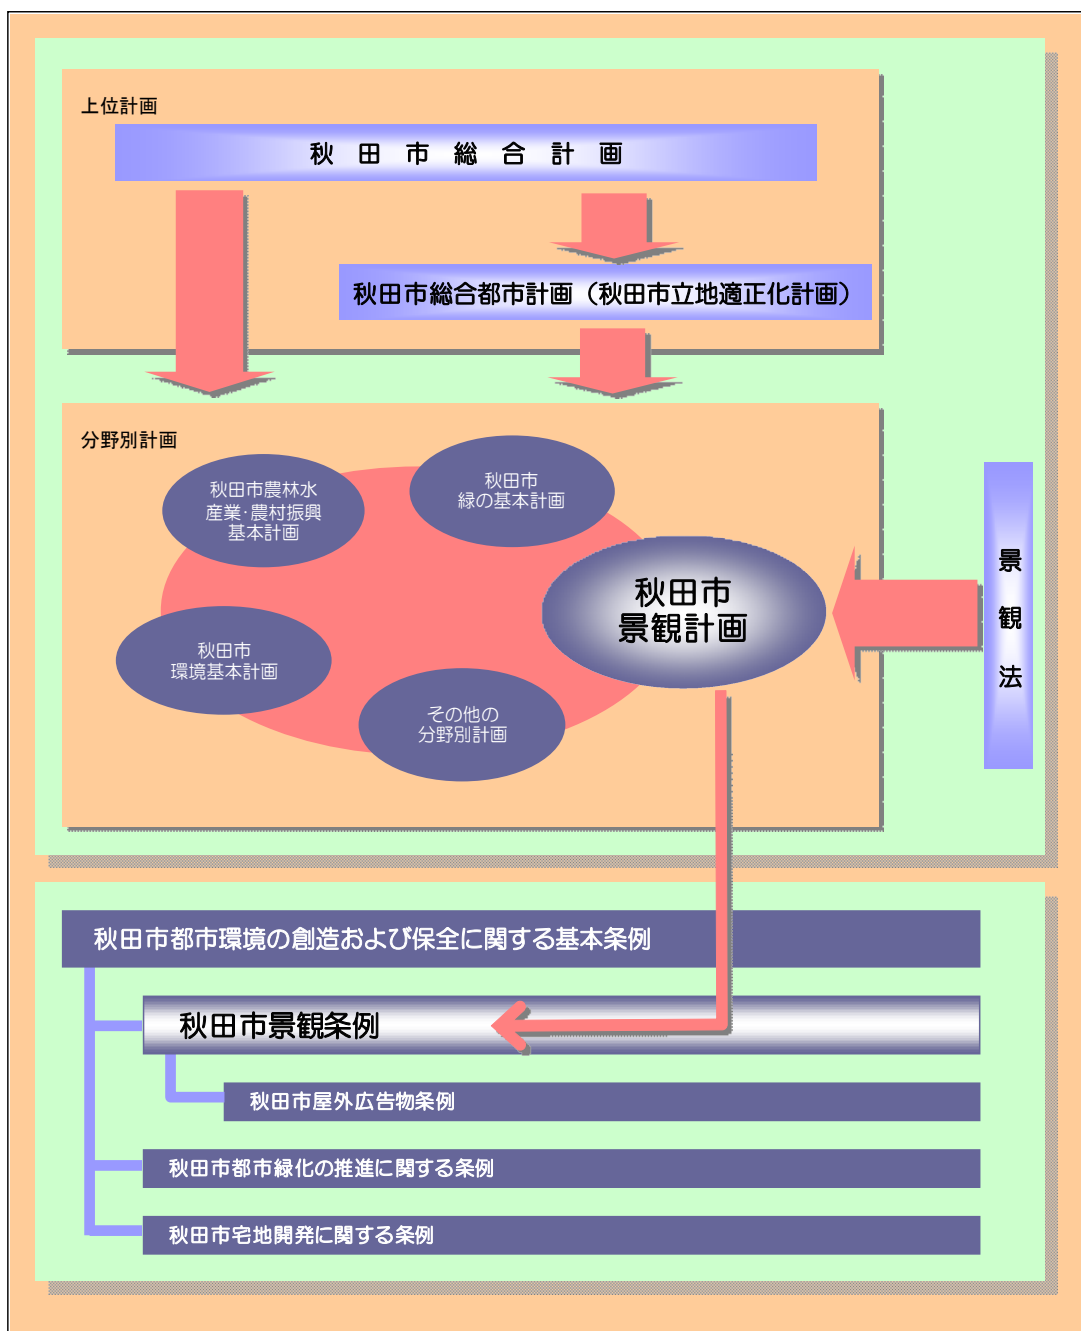 上位計画
秋田市総合計画
秋田市総合都市計画（秋田市立地適正化計画）
分野別計画
秋田市農林水
産業・農村振興
基本計画
秋田市
緑の基本計画
秋田市
景観計画
秋田市
環境基本計画
その他の
分野別計画
景観法
秋田市都市環境の創造および保全に関する基本条例
秋田市景観条例
秋田市屋外広告物条例
秋田市都市緑化の推進に関する条例
秋田市宅地開発に関する条例